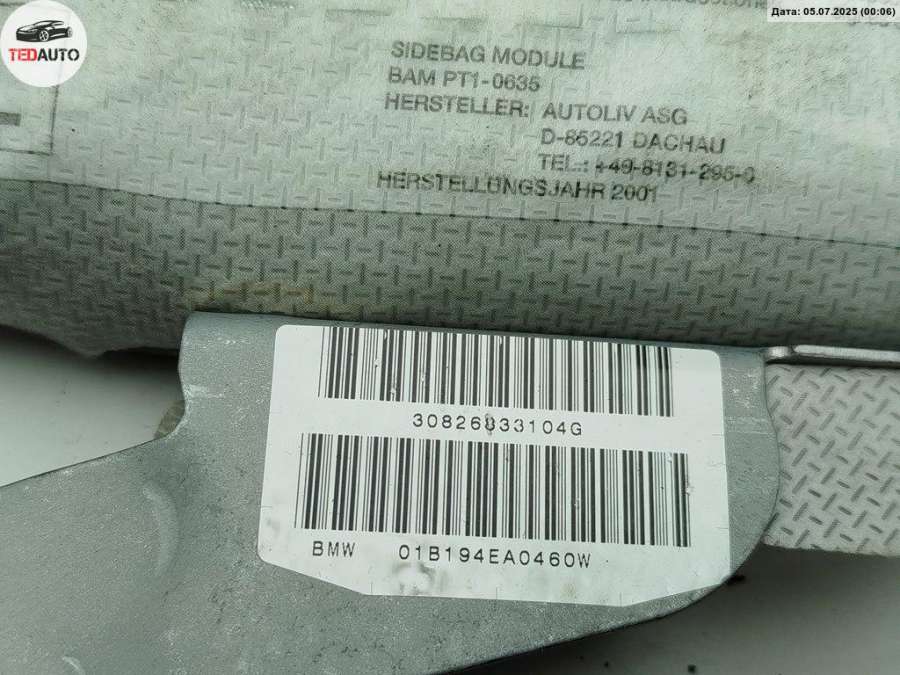 Дата: 05.07.2025 (00:06)
TEDAUTO
SIDEBAG MODULE
BAM PT1-0635
HERSTELLER: AUTOLIV ASG
D-85221 DACHAU
TEL.: +49-8131-295-0
HERSTELLUNGSJAHR 2001
30826833104G
BMW 01B194EA0460W